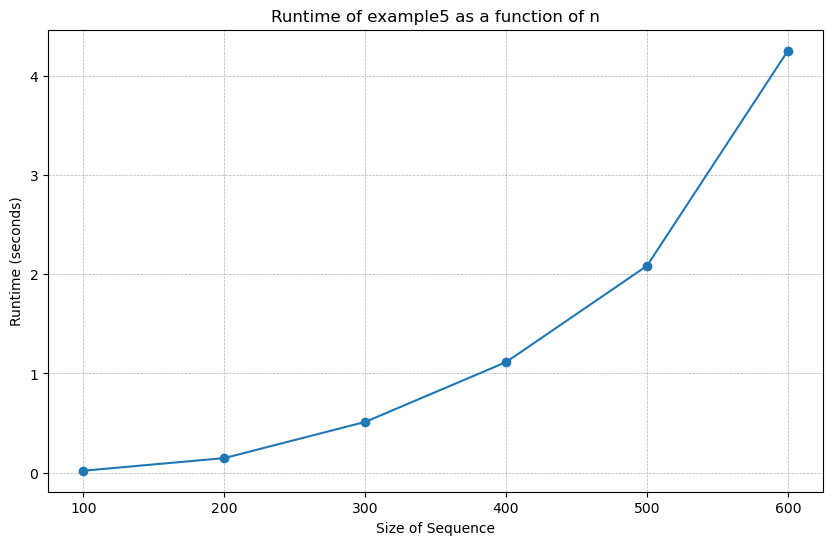 Runtime of example5 as a function of n
Runtime (seconds)
4
3
2
1
0
100 200 300 400 500 600
Size of Sequence